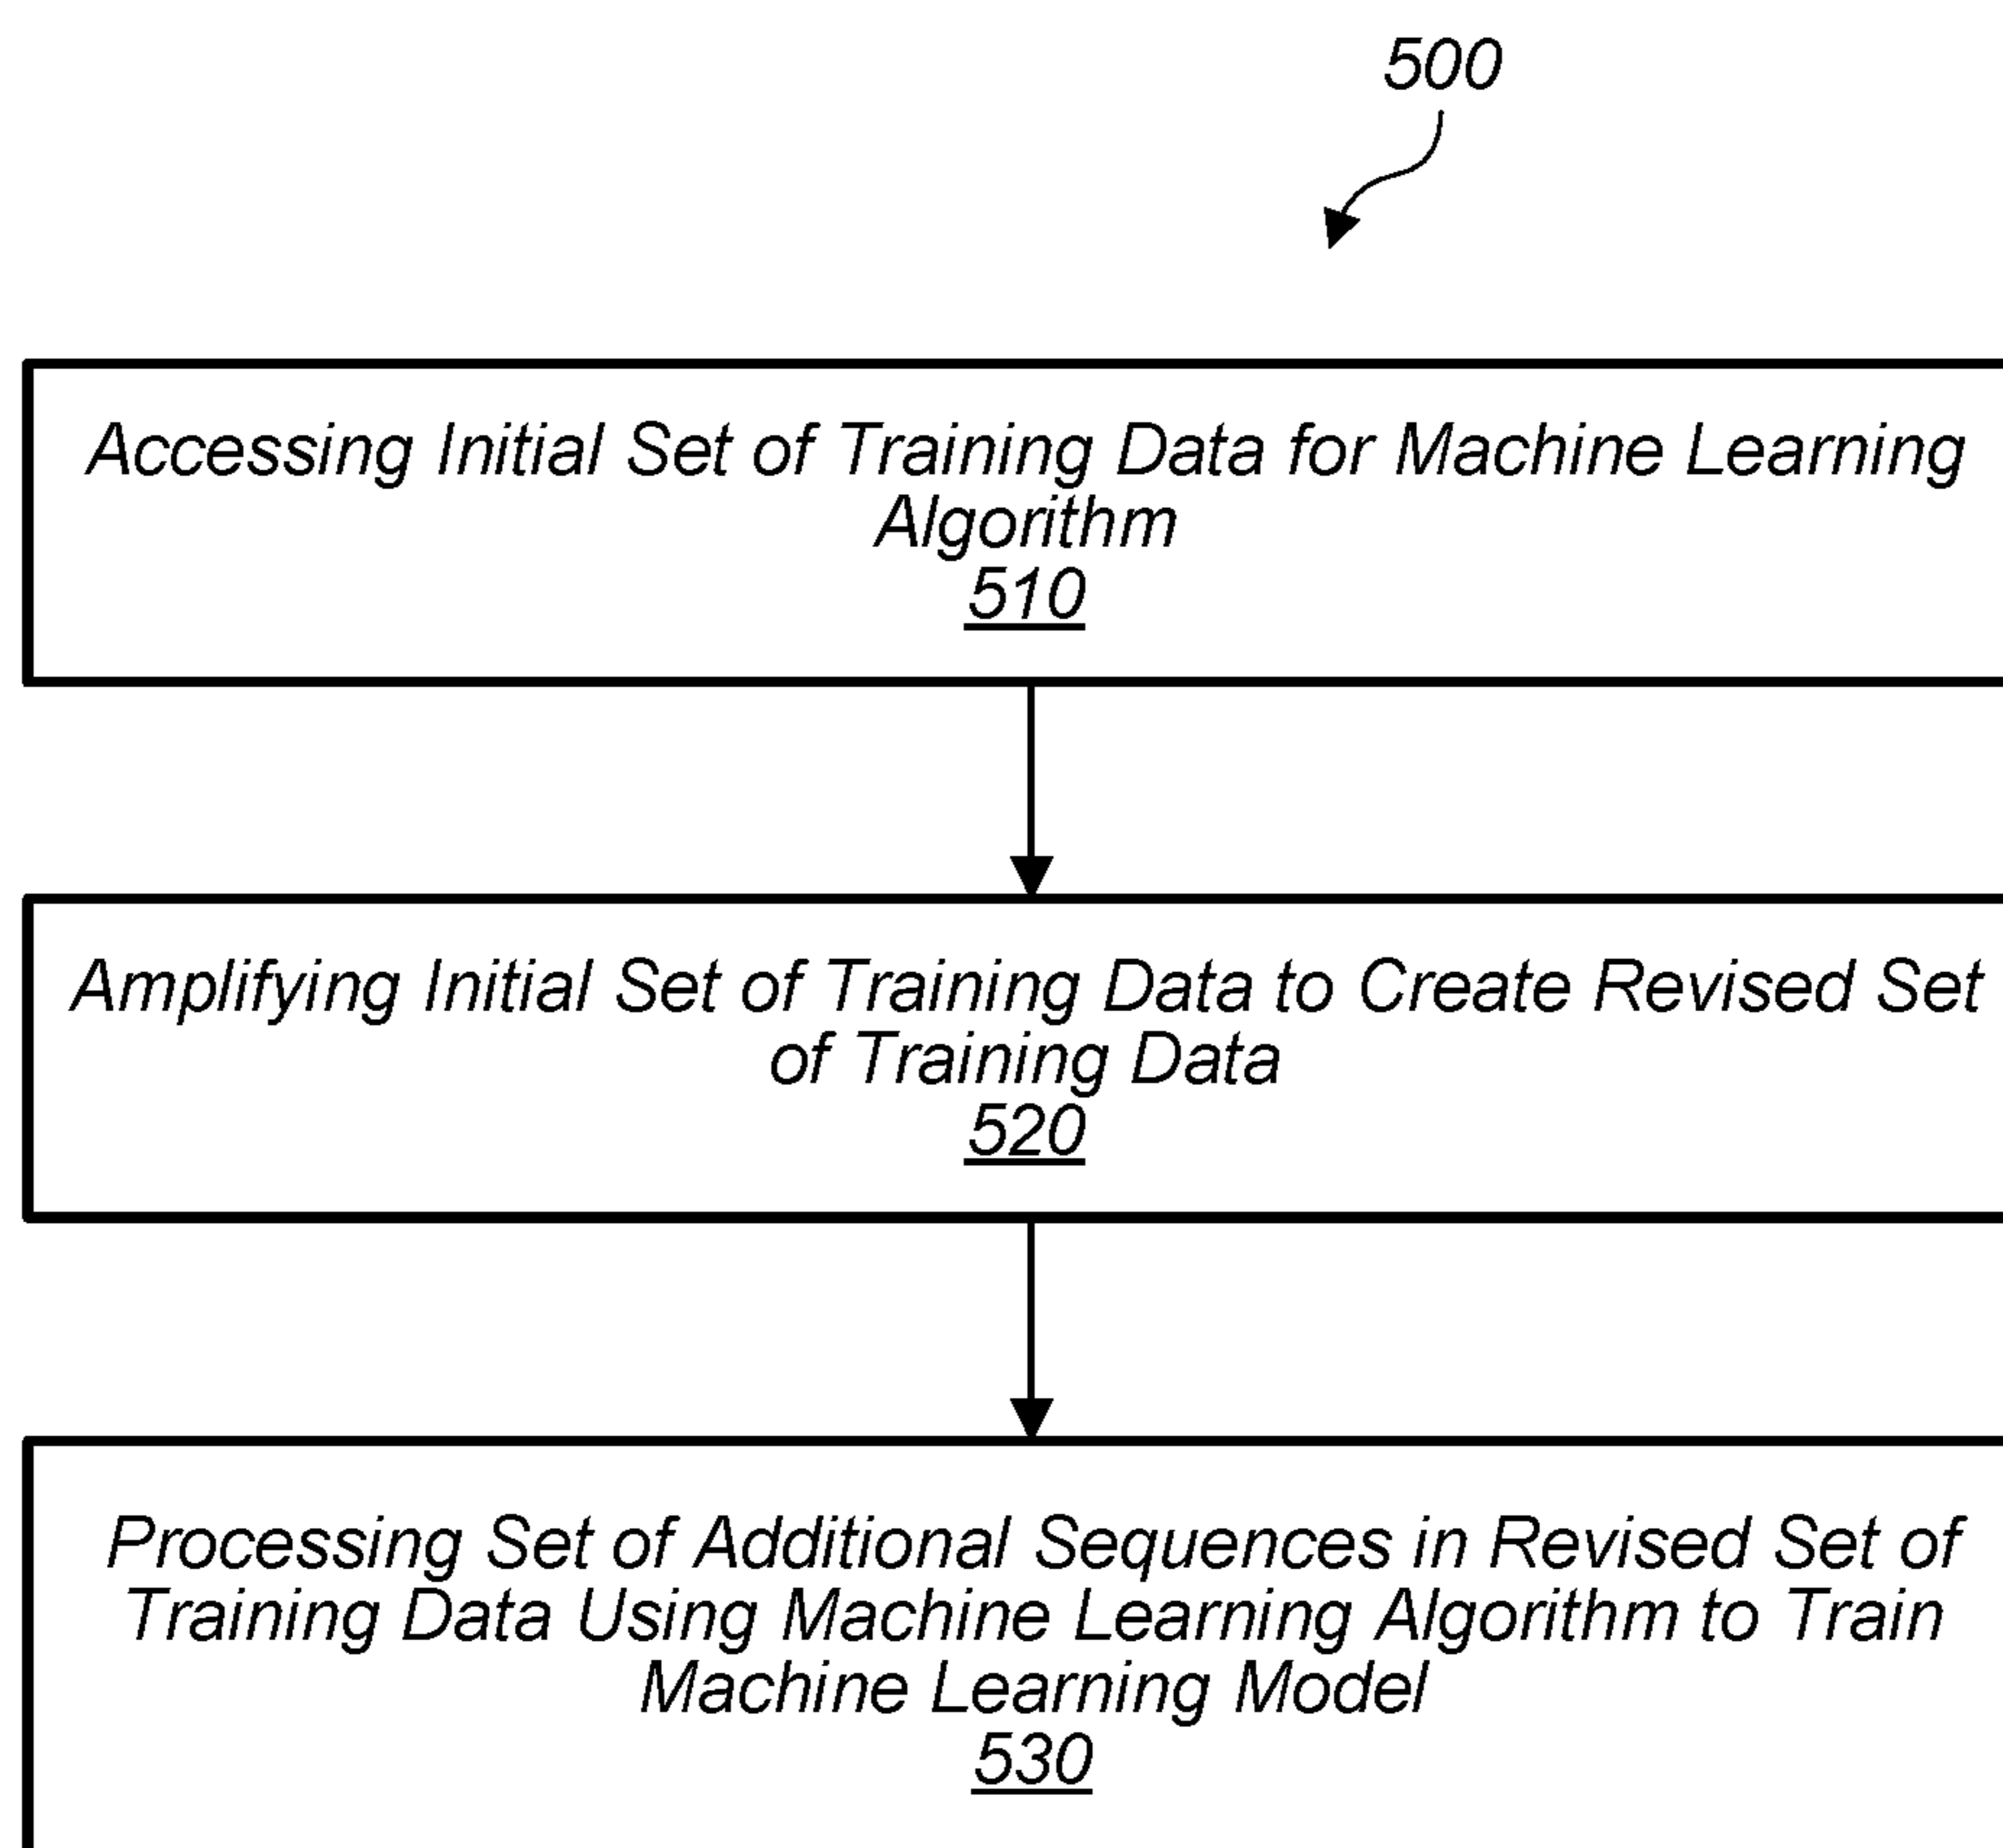 500
Accessing Initial Set of Training Data for Machine Learning
Algorithm
510
Amplifying Initial Set of Training Data to Create Revised Set
of Training Data
520
Processing Set of Additional Sequences in Revised Set of
Training Data Using Machine Learning Algorithm to Train
Machine Learning Model
530